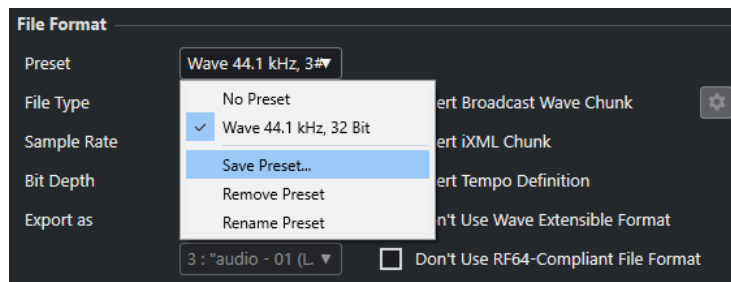 File Format
Preset
Wave 44.1 kHz, 3#
File Type
No Preset
ert Broadcast Wave Chunk
Wave 44.1 kHz, 32 Bit
Sample Rate
ert iXML Chunk
Save Preset...
Bit Depth
ert Tempo Definition
Remove Preset
Export as
Rename Preset
n't Use Wave Extensible Format
3 : "audio - 01 (L.
Don't Use RF64-Compliant File Format